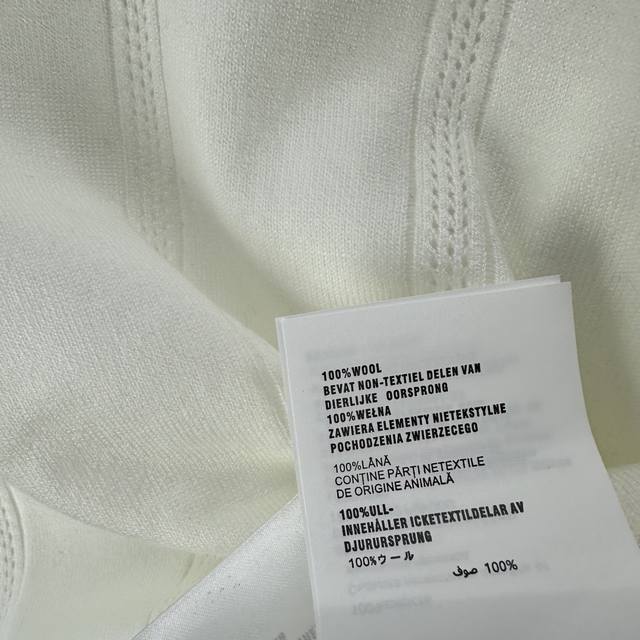 100%WOOL
BEVAT NON-TEXTIEL DELEN VAN
DIERLIJKE OORSPRONG
100%WEŁNA
ZAWIERA ELEMENTY NIETEKSTYLNE
POCHODZENIA ZWIERZECEGO
100%LÂNĂ
CONȚINE PĂRȚI NETEXTILE
DE ORIGINE ANIMALĂ
100%ULL-
INNEHÅLLER ICKETEXTILDELAR AV
DJURURSPRUNG
100%ウール
100% صوف